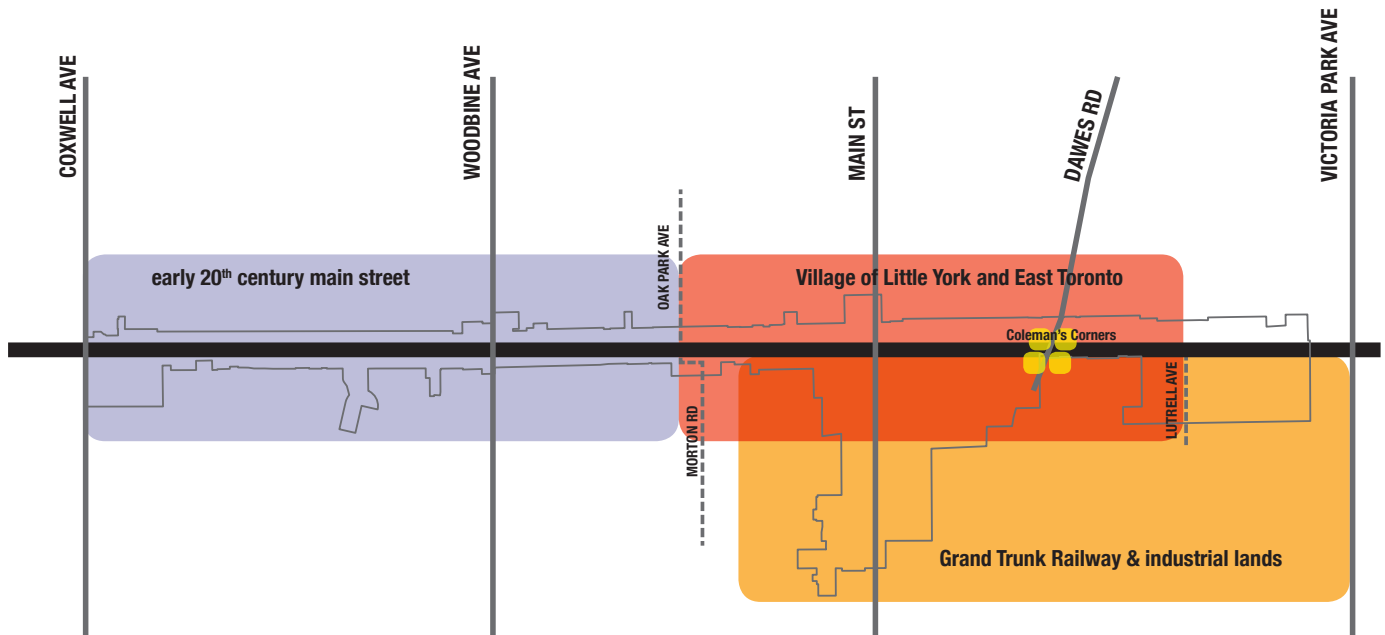 COXWELL AVE
WOODBINE AVE
MAIN ST
DAWES RD
VICTORIA PARK AVE
OAK PARK AVE
early 20th century main street
Village of Little York and East Toronto
Coleman's Corners
MORTON RD
LUTRELL AVE
Grand Trunk Railway & industrial lands